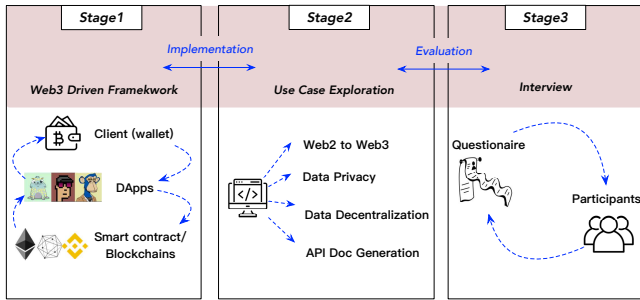 Stage1
Stage2
Stage3
Implementation
Evaluation
Web3 Driven Framekwork
Use Case Exploration
Interview
Client (wallet)
DApps
Smart contract/
Blockchains
Web2 to Web3
Data Privacy
Data Decentralization
API Doc Generation
Questionaire
Participants